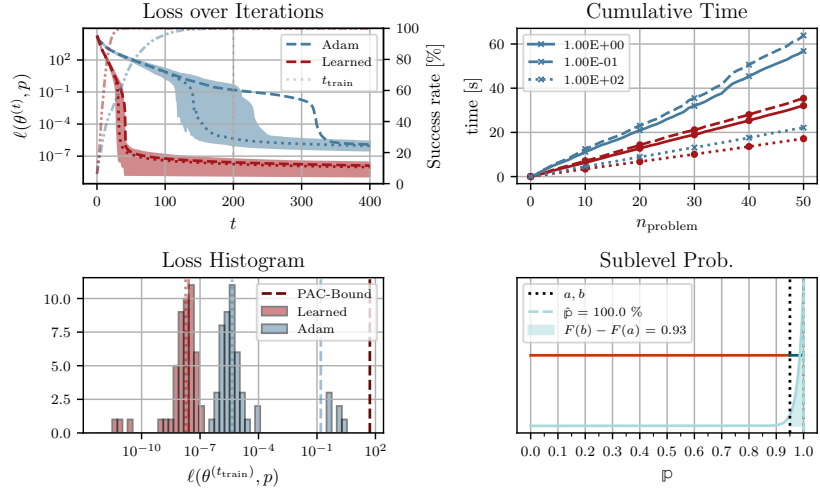 Loss over Iterations
10² 10⁻¹ 10⁻⁴ 10⁻⁷
ℓ(θ⁽ᵗ⁾, p)
Adam
Learned
t_train
0 100 200 300 400
t
100 80 60 40 20 0
Success rate [%]
Cumulative Time
60 40 20 0
time [s]
1.00E+00
1.00E-01
1.00E+02
0 10 20 30 40 50
n_problem
Loss Histogram
10.0 7.5 5.0 2.5 0.0
PAC-Bound
Learned
Adam
10⁻¹⁰ 10⁻⁷ 10⁻⁴ 10⁻¹ 10²
ℓ(θ^(t_train), p)
Sublevel Prob.
a, b
p̂ = 100.0 %
F(b) − F(a) = 0.93
0.0 0.1 0.2 0.3 0.4 0.5 0.6 0.7 0.8 0.9 1.0
𝕡